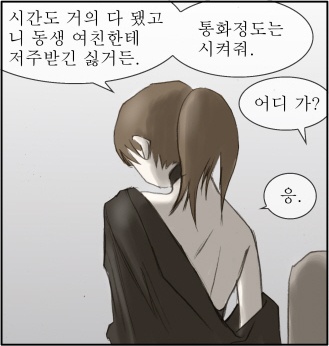 시간도 거의 다 됐고
니 동생 여친한테
저주받긴 싫거든.
통화정도는
시켜줘.
어디 가?
응.